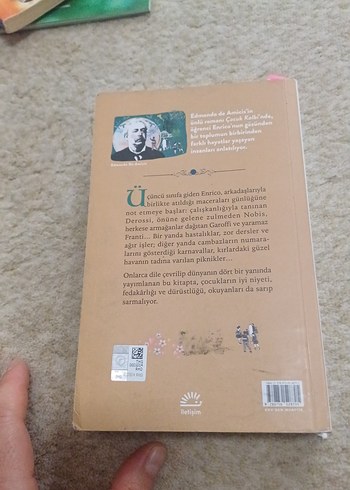 Edmondo de Amicis'in
ünlü romanı Çocuk Kalbi'nde,
öğrenci Enrico'nun gözünden
bir toplumun birbirinden
farklı hayatlar yaşayan
insanları anlatılıyor.
Üçüncü sınıfa giden Enrico, arkadaşlarıyla
birlikte atıldığı maceraları günlüğüne
not etmeye başlar: çalışkanlığıyla tanınan
Derossi, önüne gelene zulmeden Nobis,
herkese armağanlar dağıtan Garoffi ve yaramaz
Franti... Bir yanda hastalıklar, zor dersler ve
ağır işler; diğer yanda cambazların numara-
larını gösterdiği karnavallar, kırlardaki güzel
havanın tadına varılan piknikler...
Onlarca dile çevrilip dünyanın dört bir yanında
yayımlanan bu kitapta, çocukların iyi niyeti,
fedakârlığı ve dürüstlüğü, okuyanları da sarıp
sarmalıyor.
iletişim